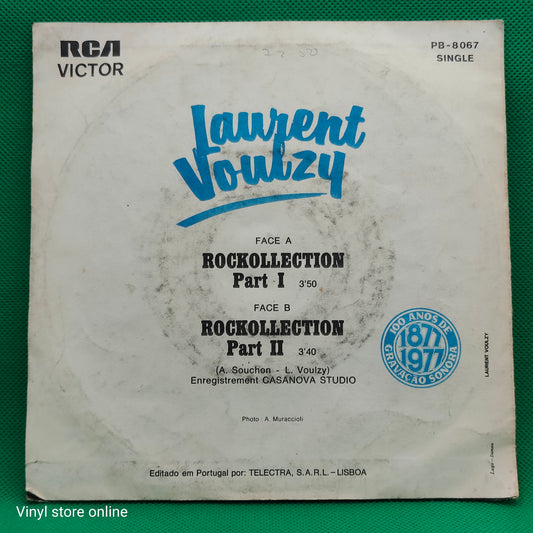 RCA
VICTOR
PB-8067
SINGLE
Laurent
Voulzy
FACE A
ROCKOLLECTION
Part I 3'50
FACE B
ROCKOLLECTION
Part II 3'40
(A. Souchon - L. Voulzy)
Enregistrement CASANOVA STUDIO
100 ANOS DE
1877
1977
GRAVAÇÃO SONORA
LAURENT VOULZY
Photo : A. Muraccioli
Editado em Portugal por: TELECTRA, S.A.R.L. – LISBOA
Vinyl store online